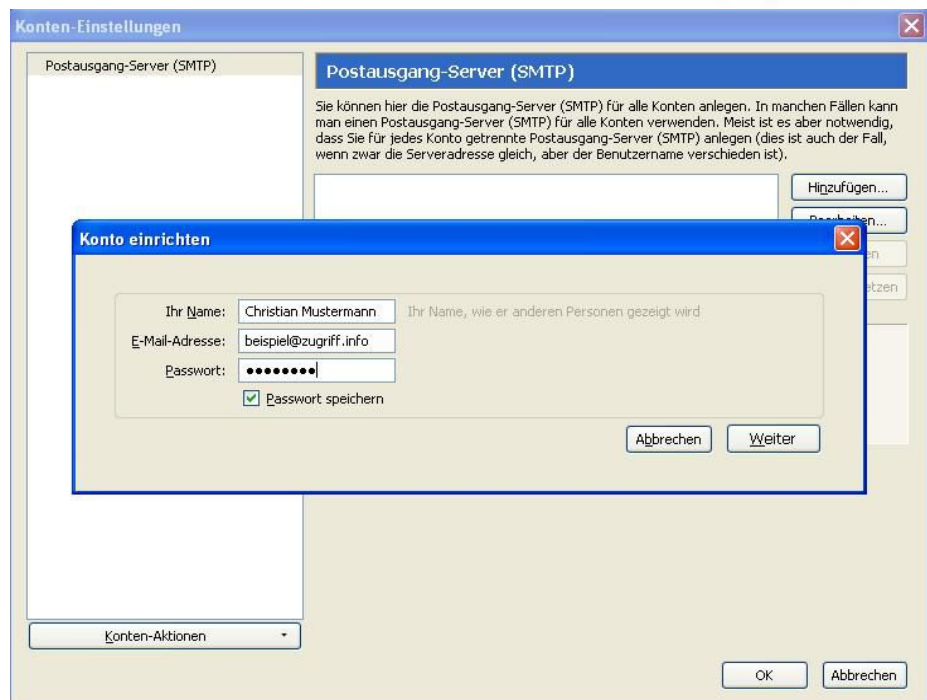 Konten-Einstellungen
Postausgang-Server (SMTP)
Postausgang-Server (SMTP)
Sie können hier die Postausgang-Server (SMTP) für alle Konten anlegen. In manchen Fällen kann
man einen Postausgang-Server (SMTP) für alle Konten verwenden. Meist ist es aber notwendig,
dass Sie für jedes Konto getrennte Postausgang-Server (SMTP) anlegen (dies ist auch der Fall,
wenn zwar die Serveradresse gleich, aber der Benutzername verschieden ist).
Hinzufügen...
Konto einrichten
Ihr Name:
Christian Mustermann
Ihr Name, wie er anderen Personen gezeigt wird
E-Mail-Adresse:
beispiel@zugriff.info
Passwort:
Passwort speichern
Abbrechen
Weiter
Konten-Aktionen
OK
Abbrechen